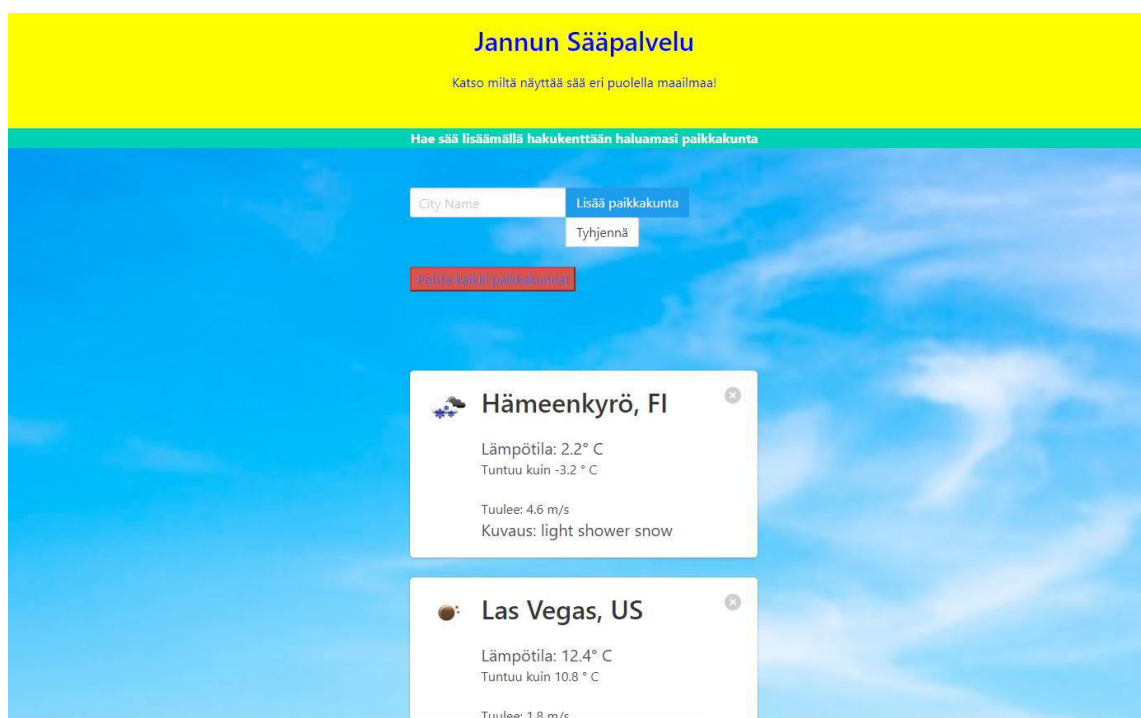 Jannun Sääpalvelu
Katso miltä näyttää sää eri puolella maailmaa!
Hae sää lisäämällä hakukenttään haluamasi paikkakunta
City Name
Lisää paikkakunta
Tyhjennä
Poista kaikki paikkakunnat
Hämeenkyrö, FI
Lämpötila: 2.2° C
Tuntuu kuin -3.2 ° C
Tuulee: 4.6 m/s
Kuvaus: light shower snow
Las Vegas, US
Lämpötila: 12.4° C
Tuntuu kuin 10.8 ° C
Tuulee: 1.8 m/s